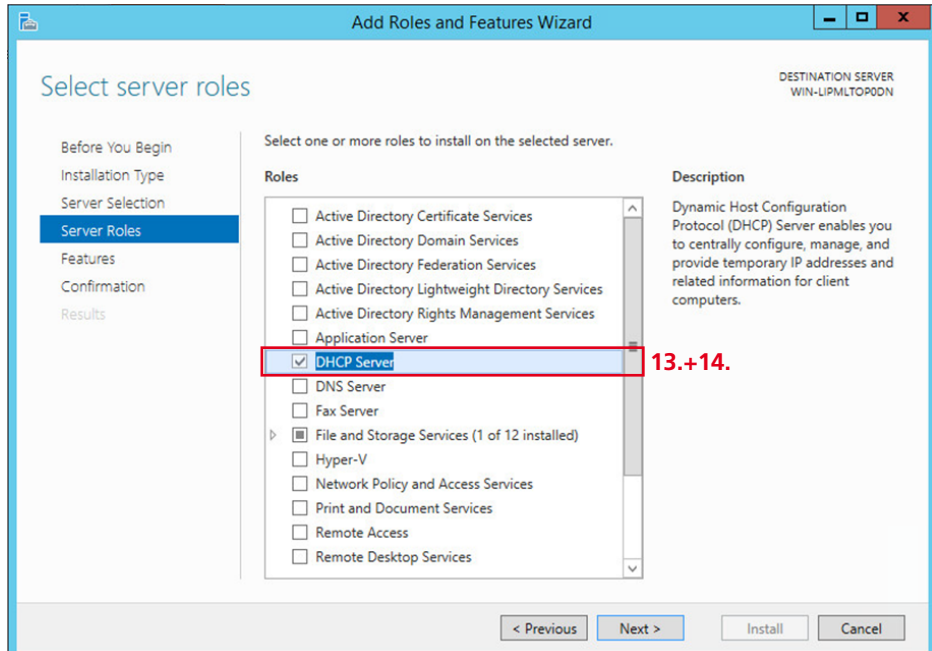 Add Roles and Features Wizard
Select server roles
DESTINATION SERVER
WIN-LIPMLTOP0DN
Before You Begin
Installation Type
Server Selection
Server Roles
Features
Confirmation
Results
Select one or more roles to install on the selected server.
Roles
Active Directory Certificate Services
Active Directory Domain Services
Active Directory Federation Services
Active Directory Lightweight Directory Services
Active Directory Rights Management Services
Application Server
DHCP Server
13.+14.
DNS Server
Fax Server
File and Storage Services (1 of 12 installed)
Hyper-V
Network Policy and Access Services
Print and Document Services
Remote Access
Remote Desktop Services
Description
Dynamic Host Configuration
Protocol (DHCP) Server enables you
to centrally configure, manage, and
provide temporary IP addresses and
related information for client
computers.
< Previous
Next >
Install
Cancel